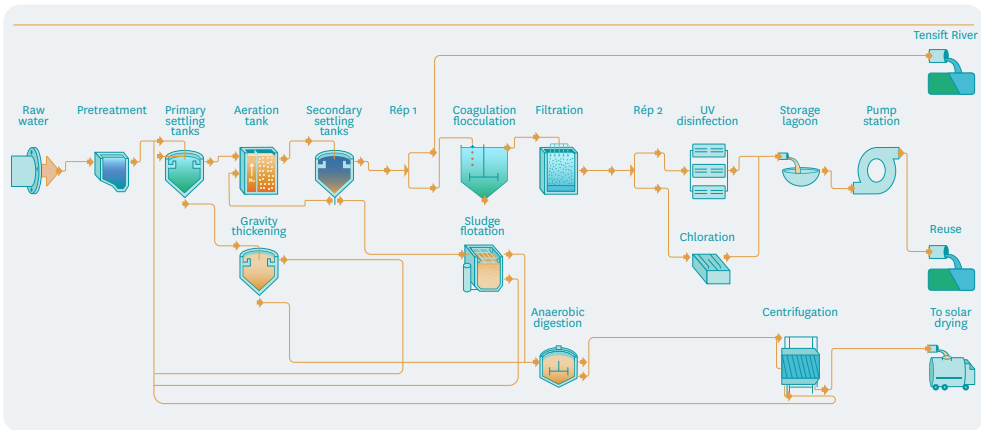 Tensift River
Raw
water
Pretreatment
Primary
settling
tanks
Aeration
tank
Secondary
settling
tanks
Rép 1
Coagulation
flocculation
Filtration
Rép 2
UV
disinfection
Storage
lagoon
Pump
station
Gravity
thickening
Sludge
flotation
Chloration
Reuse
Anaerobic
digestion
Centrifugation
To solar
drying